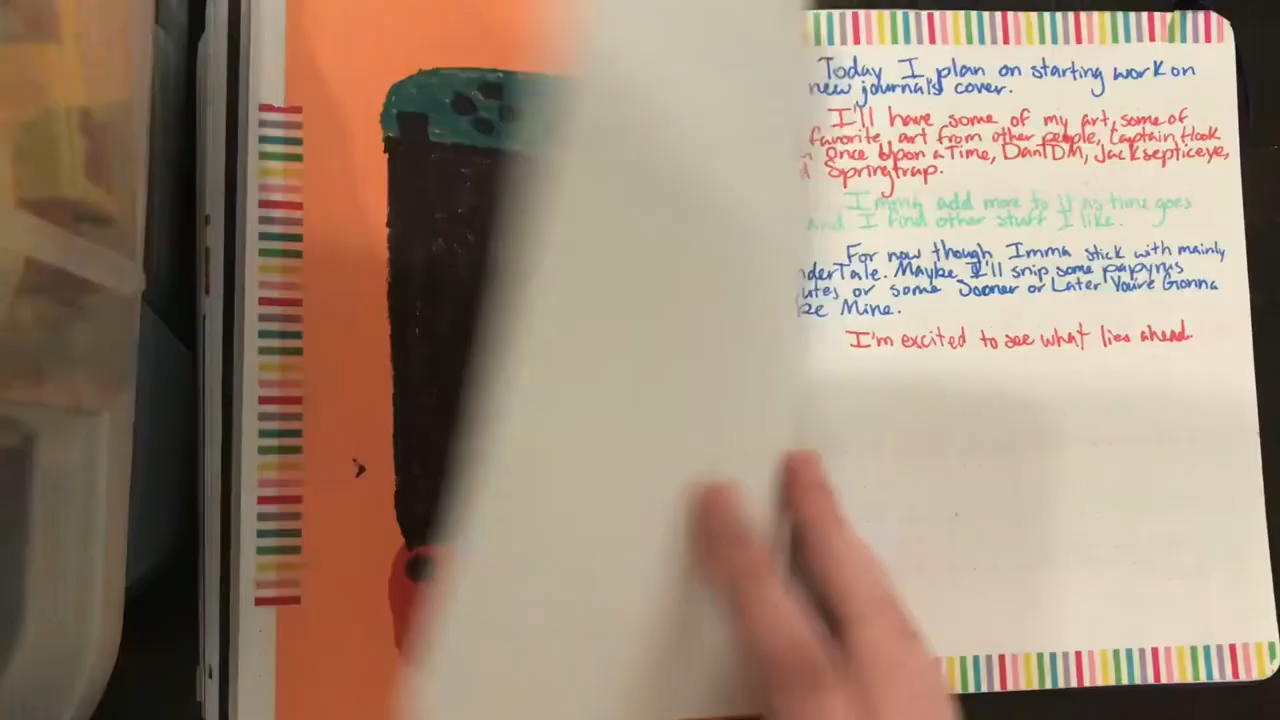 Today I plan on starting work on
new journal's cover.
I'll have some of my art, some of
favorite art from other people, Captain Hook
Once Upon a Time, DanTDM, Jacksepticeye,
Springtrap.
Imma add more to it as time goes
and I find other stuff I like.
For now though, Imma stick with mainly
derTale. Maybe I'll snip some papyrus
utes or some Sooner or Later You're Gonna
Be Mine.
I'm excited to see what lies ahead.